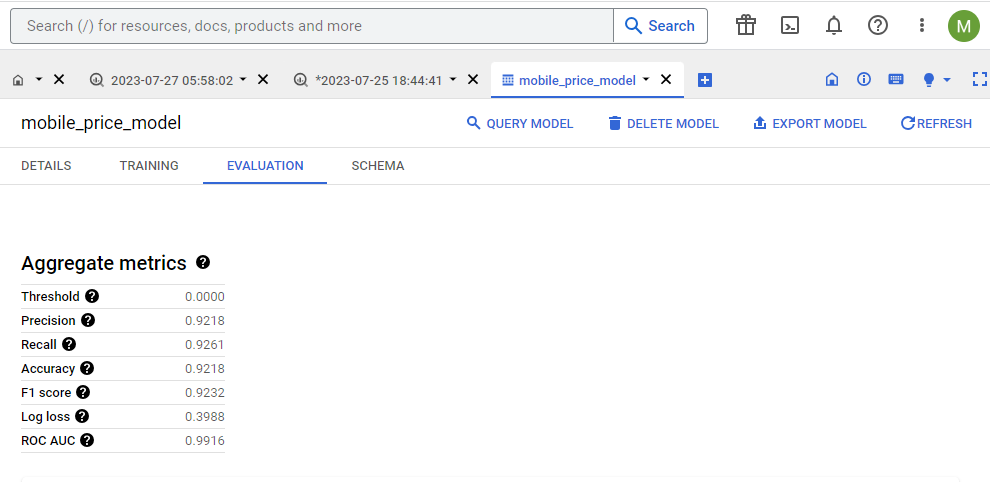 Search (/) for resources, docs, products and more Search M
2023-07-27 05:58:02 *2023-07-25 18:44:41 mobile_price_model
mobile_price_model QUERY MODEL DELETE MODEL EXPORT MODEL REFRESH
DETAILS TRAINING EVALUATION SCHEMA
Aggregate metrics
Threshold 0.0000
Precision 0.9218
Recall 0.9261
Accuracy 0.9218
F1 score 0.9232
Log loss 0.3988
ROC AUC 0.9916